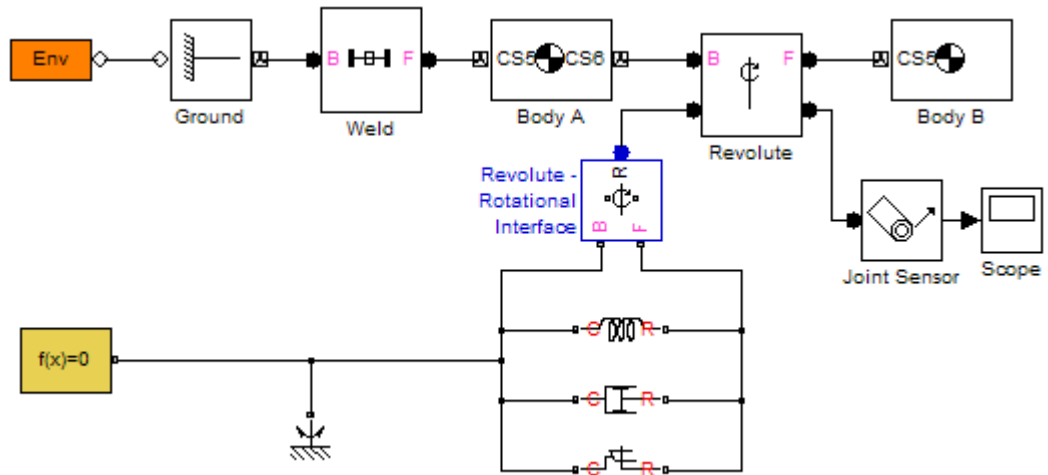 Env
Ground
B F
Weld
CS5 CS6
Body A
B F
Revolute
CS5
Body B
Revolute -
Rotational
Interface
R
B F
Joint Sensor
Scope
f(x)=0
C R
C R
C R